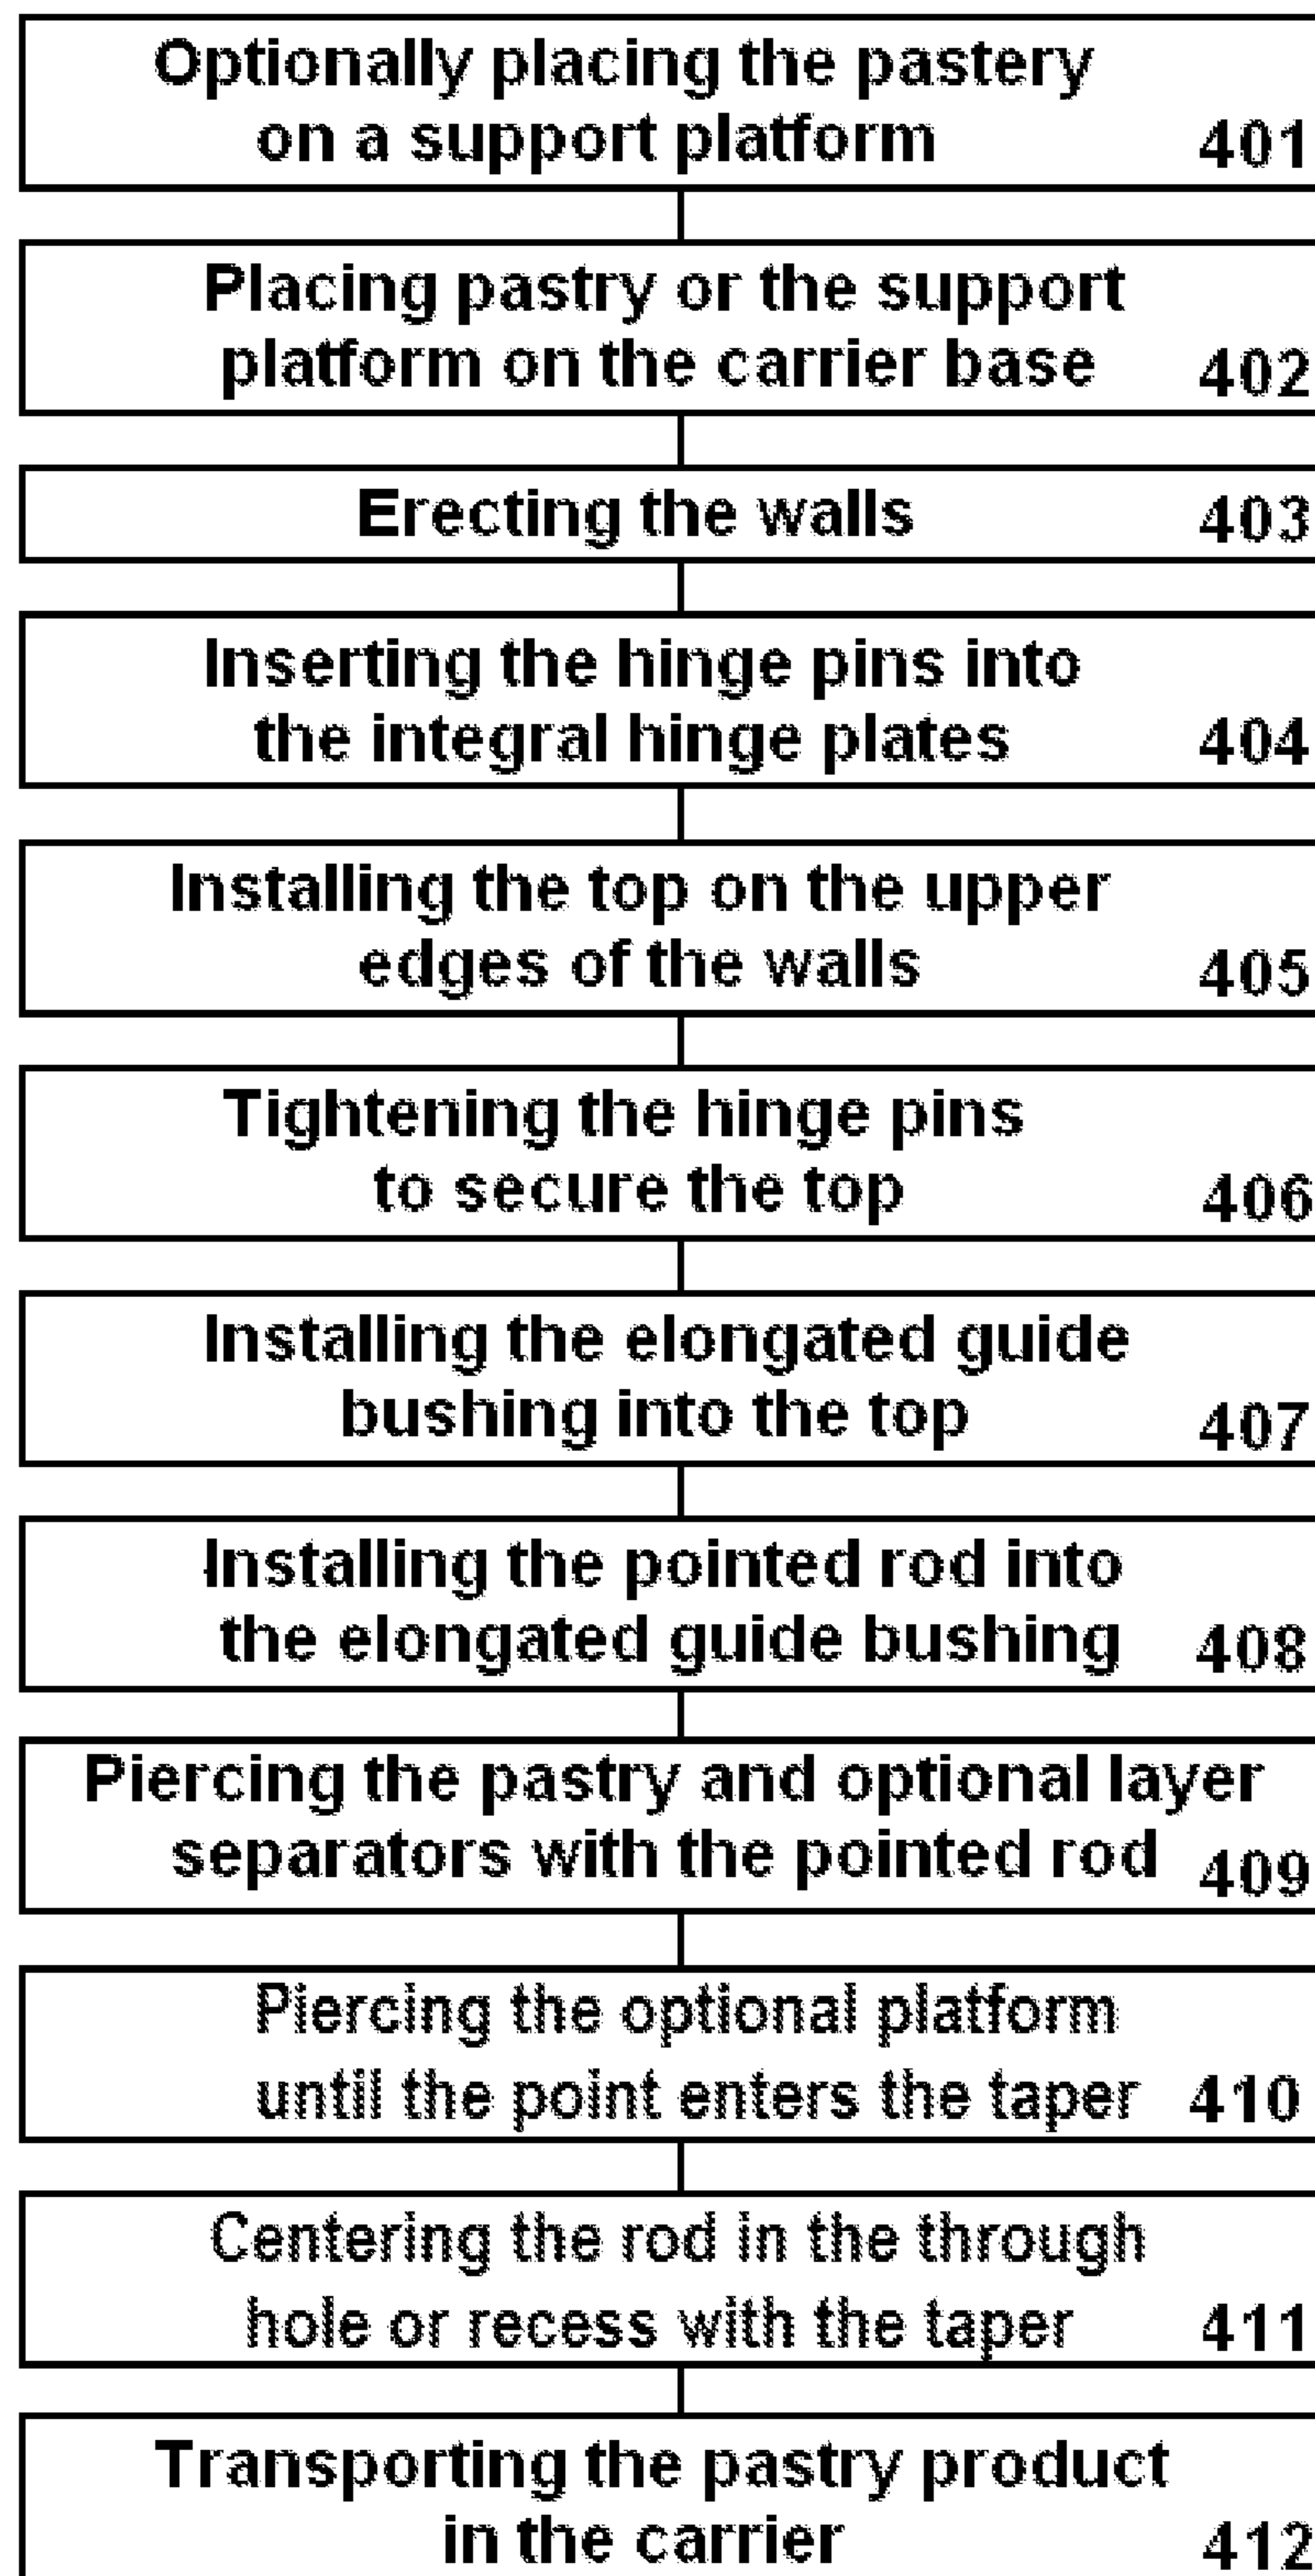 Optionally placing the pastery
on a support platform 401
Placing pastry or the support
platform on the carrier base 402
Erecting the walls 403
Inserting the hinge pins into
the integral hinge plates 404
Installing the top on the upper
edges of the walls 405
Tightening the hinge pins
to secure the top 406
Installing the elongated guide
bushing into the top 407
Installing the pointed rod into
the elongated guide bushing 408
Piercing the pastry and optional layer
separators with the pointed rod 409
Piercing the optional platform
until the point enters the taper 410
Centering the rod in the through
hole or recess with the taper 411
Transporting the pastry product
in the carrier 412